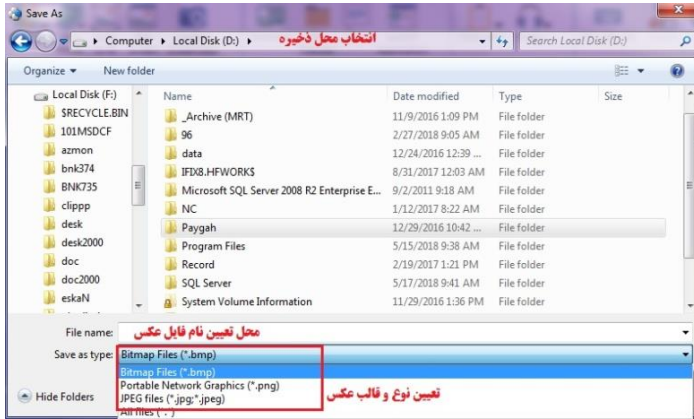 Save As
Computer ▸ Local Disk (D:) ▸ انتخاب محل ذخیره Search Local Disk (D:)
Organize ▾ New folder
Local Disk (F:)
$RECYCLE.BIN
101MSDCF
azmon
bnk374
BNK735
clippp
desk
desk2000
doc
doc2000
eskaN
Name Date modified Type Size
_Archive (MRT) 11/9/2016 1:09 PM File folder
96 2/27/2018 9:05 AM File folder
data 12/24/2016 12:39 ... File folder
IFIX8.HFWORKS 8/31/2017 12:03 AM File folder
Microsoft SQL Server 2008 R2 Enterprise E... 9/2/2011 9:18 AM File folder
NC 1/12/2017 8:22 AM File folder
Paygah 12/29/2016 10:42 ... File folder
Program Files 5/15/2018 9:38 AM File folder
Record 2/19/2017 1:21 PM File folder
SQL Server 5/17/2018 9:41 AM File folder
System Volume Information 11/29/2016 1:36 PM File folder
File name: محل تعیین نام فایل عکس
Save as type: Bitmap Files (*.bmp)
Bitmap Files (*.bmp)
Portable Network Graphics (*.png)
JPEG files (*.jpg;*.jpeg)
All files (*.*)
تعیین نوع و قالب عکس
Hide Folders